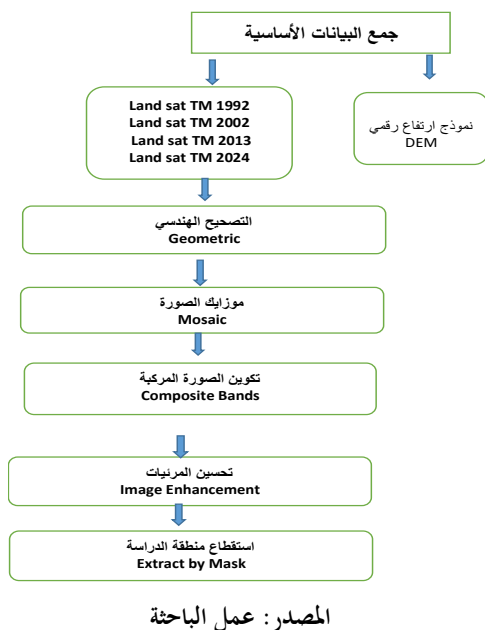 جمع البيانات الأساسية
Land sat TM 1992
Land sat TM 2002
Land sat TM 2013
Land sat TM 2024
نموذج ارتفاع رقمي
DEM
التصحيح الهندسي
Geometric
موزايك الصورة
Mosaic
تكوين الصورة المركبة
Composite Bands
تحسين المرئيات
Image Enhancement
استقطاع منطقة الدراسة
Extract by Mask
المصدر: عمل الباحثة